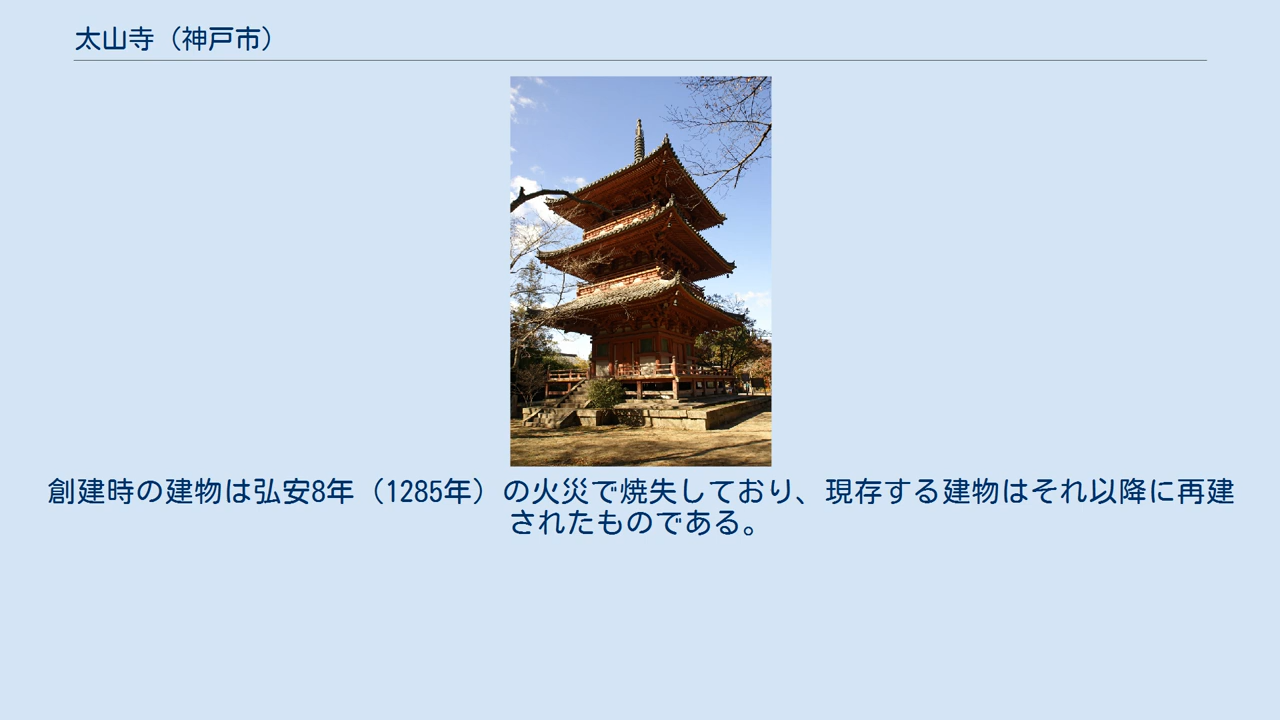 太山寺（神戸市）
創建時の建物は弘安8年（1285年）の火災で焼失しており、現存する建物はそれ以降に再建
されたものである。